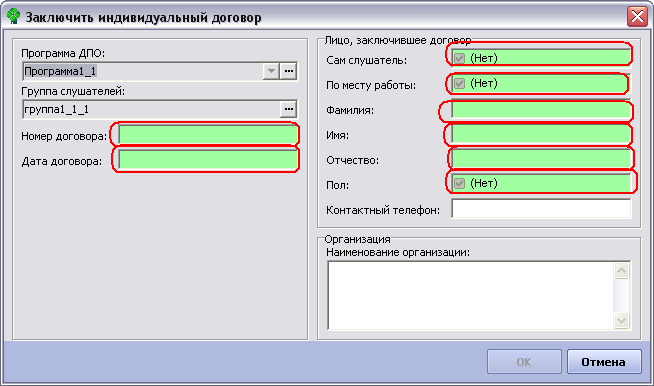 Заключить индивидуальный договор
Программа ДПО:
Программа1_1
Группа слушателей:
группа1_1_1
Номер договора:
Дата договора:
Лицо, заключившее договор
Сам слушатель: (Нет)
По месту работы: (Нет)
Фамилия:
Имя:
Отчество:
Пол: (Нет)
Контактный телефон:
Организация
Наименование организации:
OK
Отмена